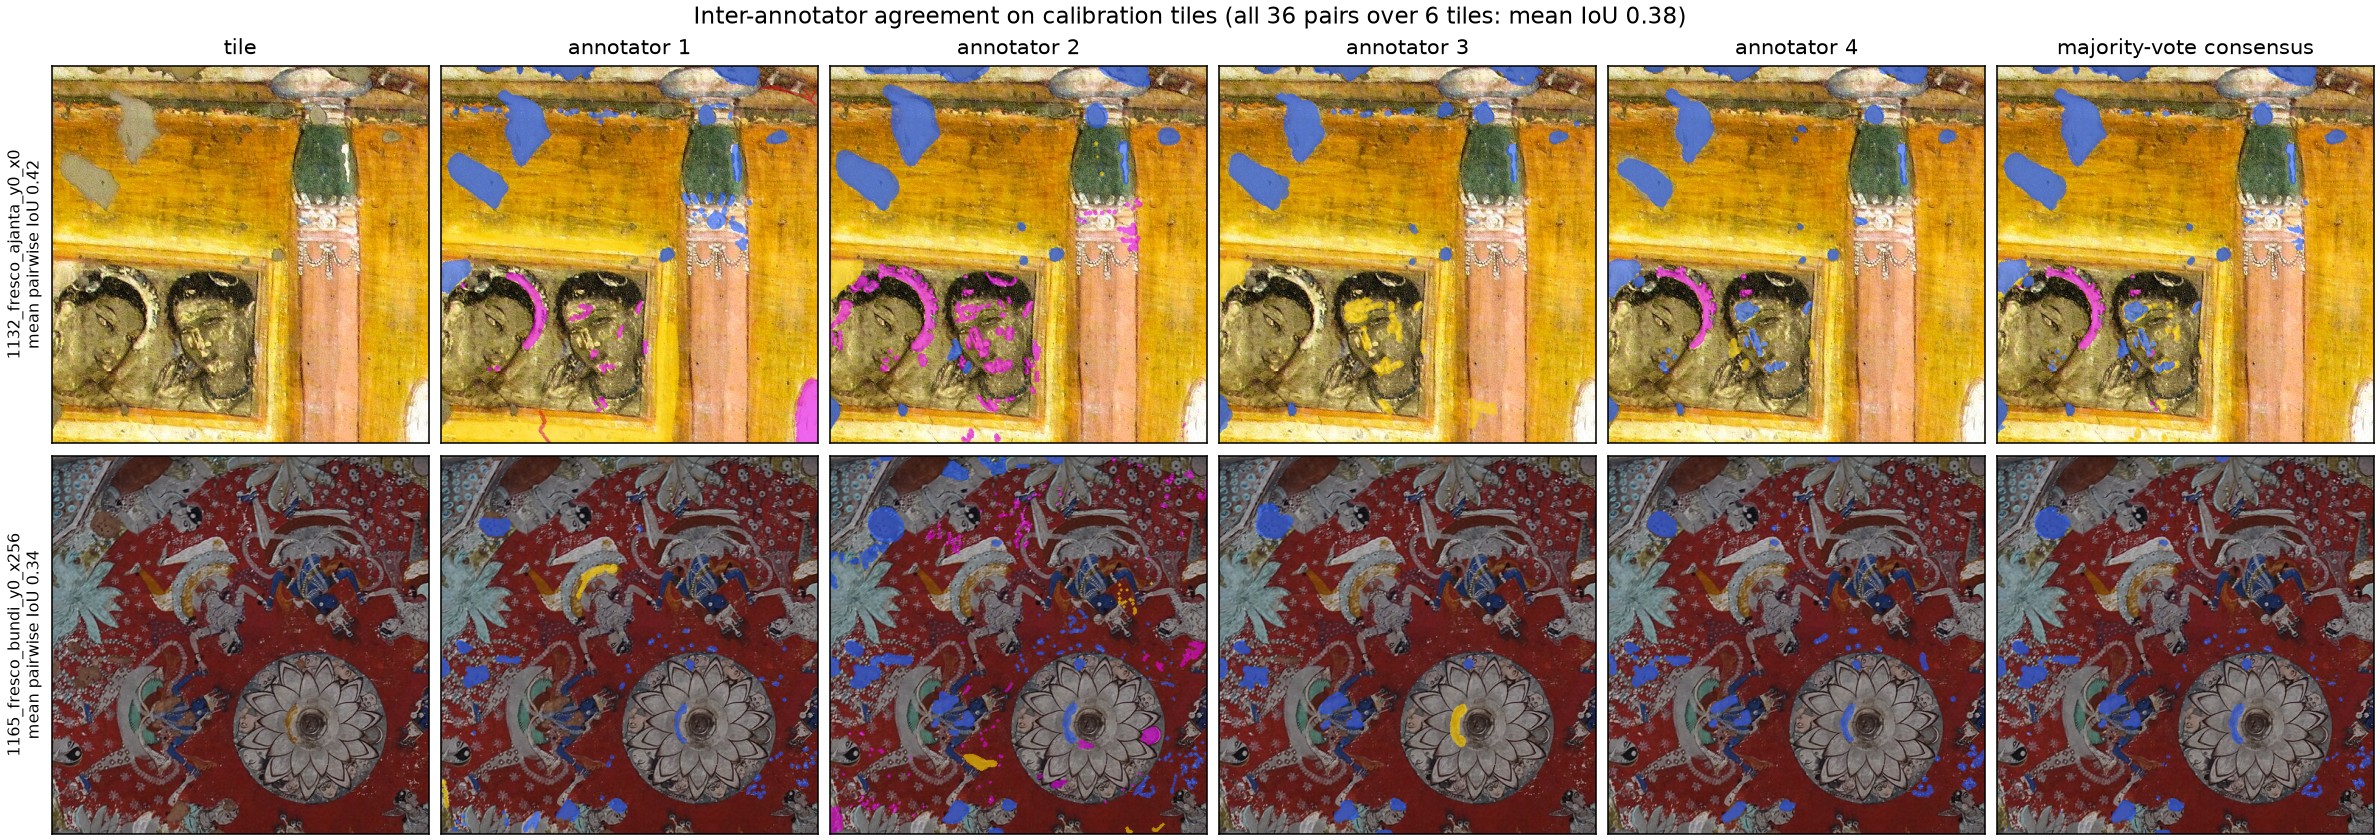 Inter-annotator agreement on calibration tiles (all 36 pairs over 6 tiles: mean IoU 0.38)
tile
annotator 1
annotator 2
annotator 3
annotator 4
majority-vote consensus
1132_fresco_ajanta_y0_x0
mean pairwise IoU 0.42
1165_fresco_bundi_y0_x256
mean pairwise IoU 0.34